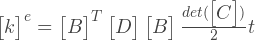 [k]^e = [B]^T [D] [B] \frac{det([C])}{2} t